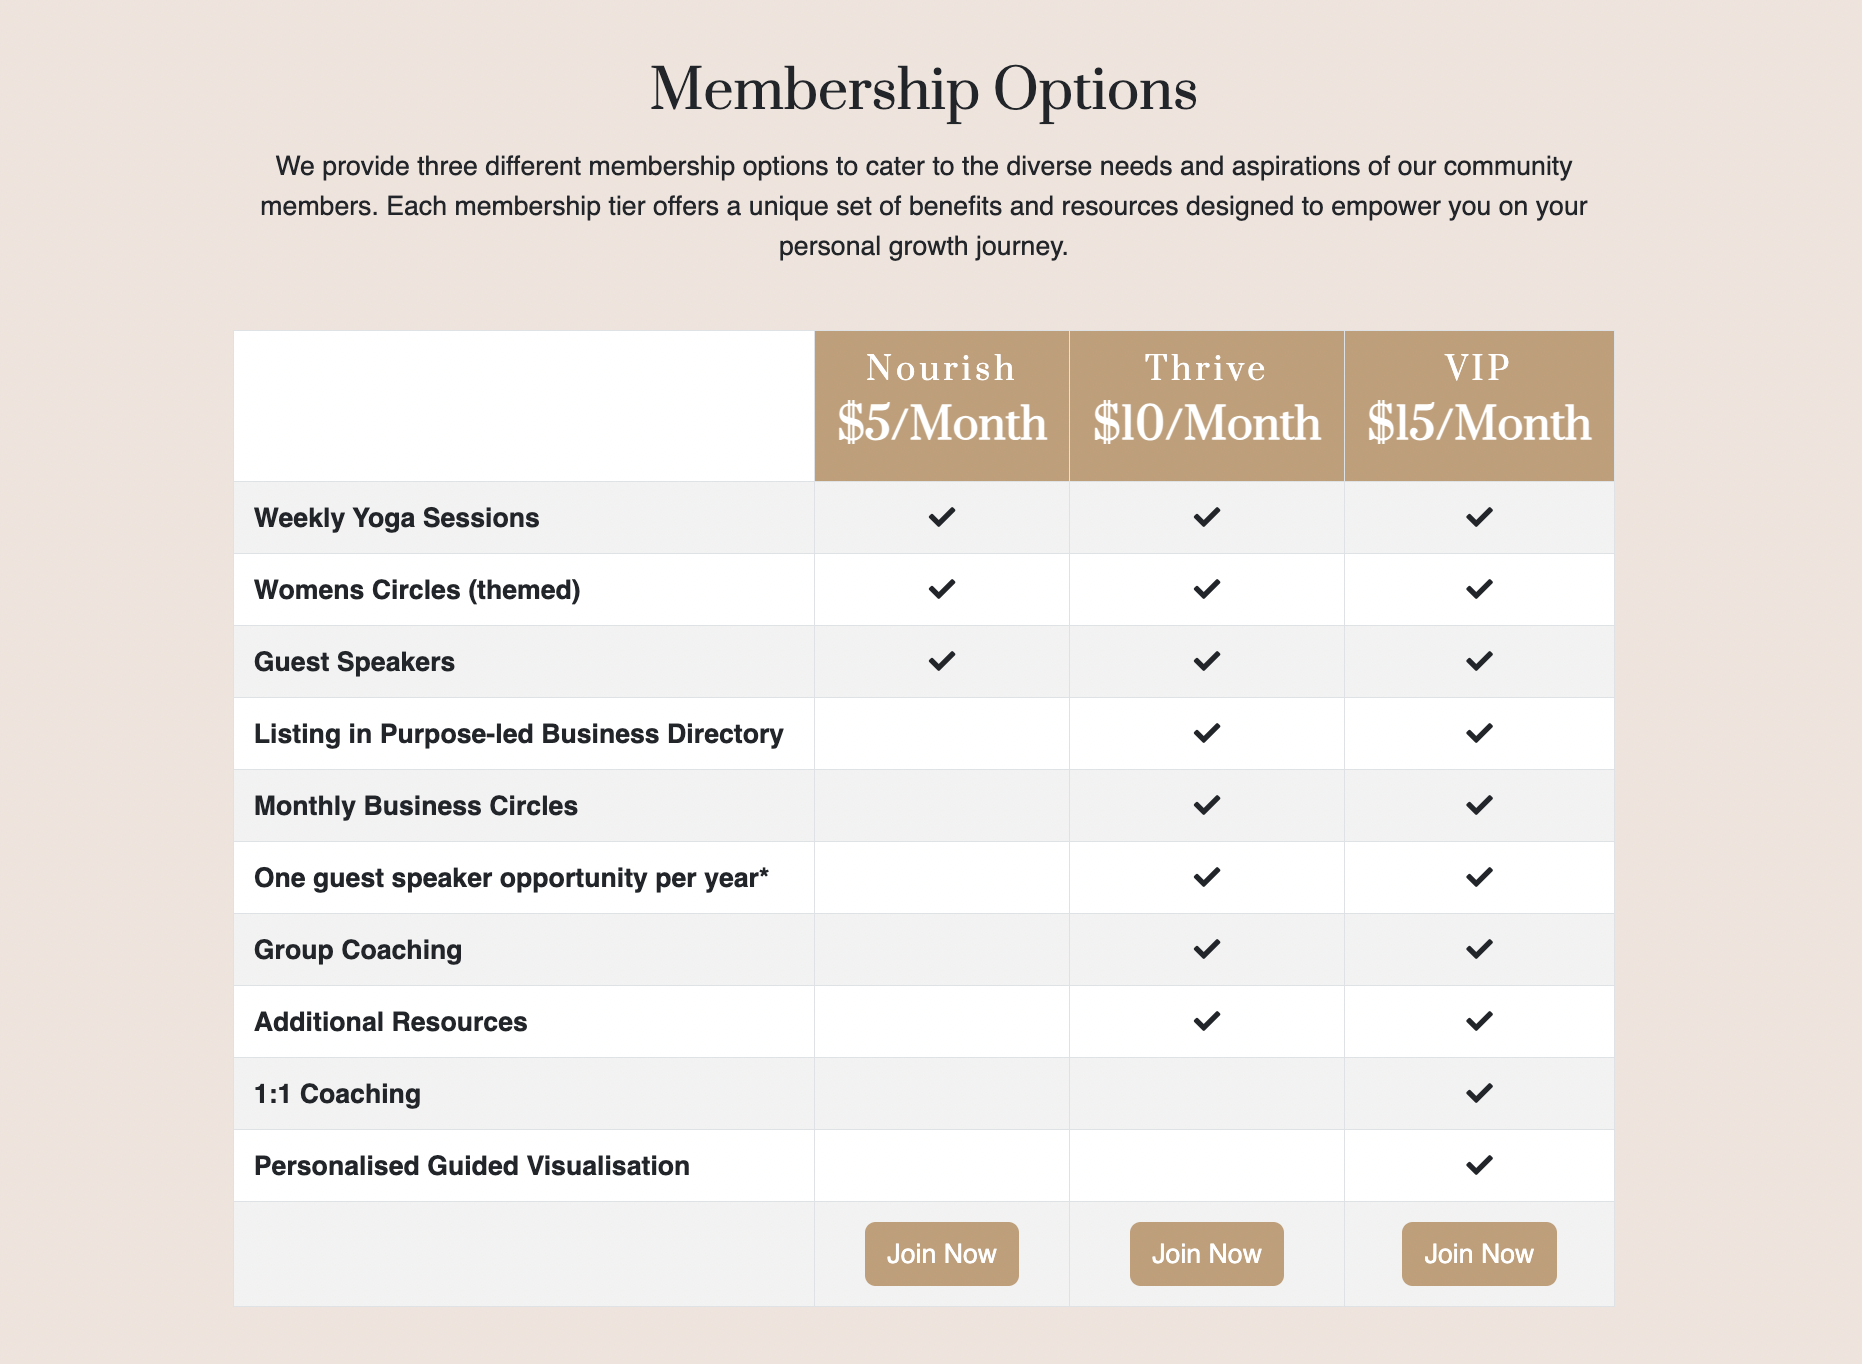 Membership Options
We provide three different membership options to cater to the diverse needs and aspirations of our community
members. Each membership tier offers a unique set of benefits and resources designed to empower you on your
personal growth journey.
Nourish Thrive VIP
$5/Month $10/Month $15/Month
Weekly Yoga Sessions ✓ ✓ ✓
Womens Circles (themed) ✓ ✓ ✓
Guest Speakers ✓ ✓ ✓
Listing in Purpose-led Business Directory ✓ ✓
Monthly Business Circles ✓ ✓
One guest speaker opportunity per year* ✓ ✓
Group Coaching ✓ ✓
Additional Resources ✓ ✓
1:1 Coaching ✓
Personalised Guided Visualisation ✓
Join Now Join Now Join Now